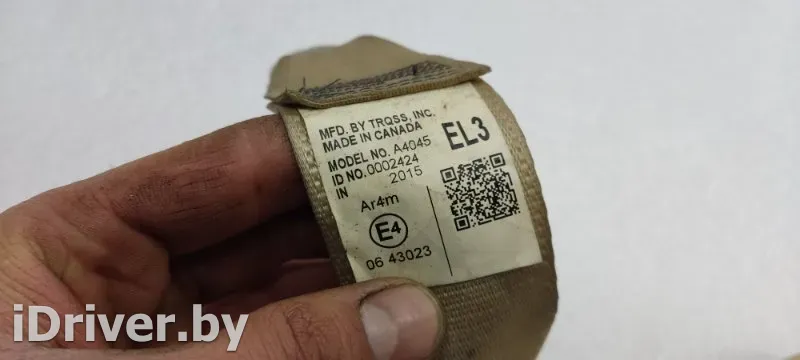 MFD. BY TRQSS, INC.
MADE IN CANADA
EL3
MODEL NO. A4045
ID NO. 0002424
IN 2015
Ar4m
E4
06 43023
iDriver.by